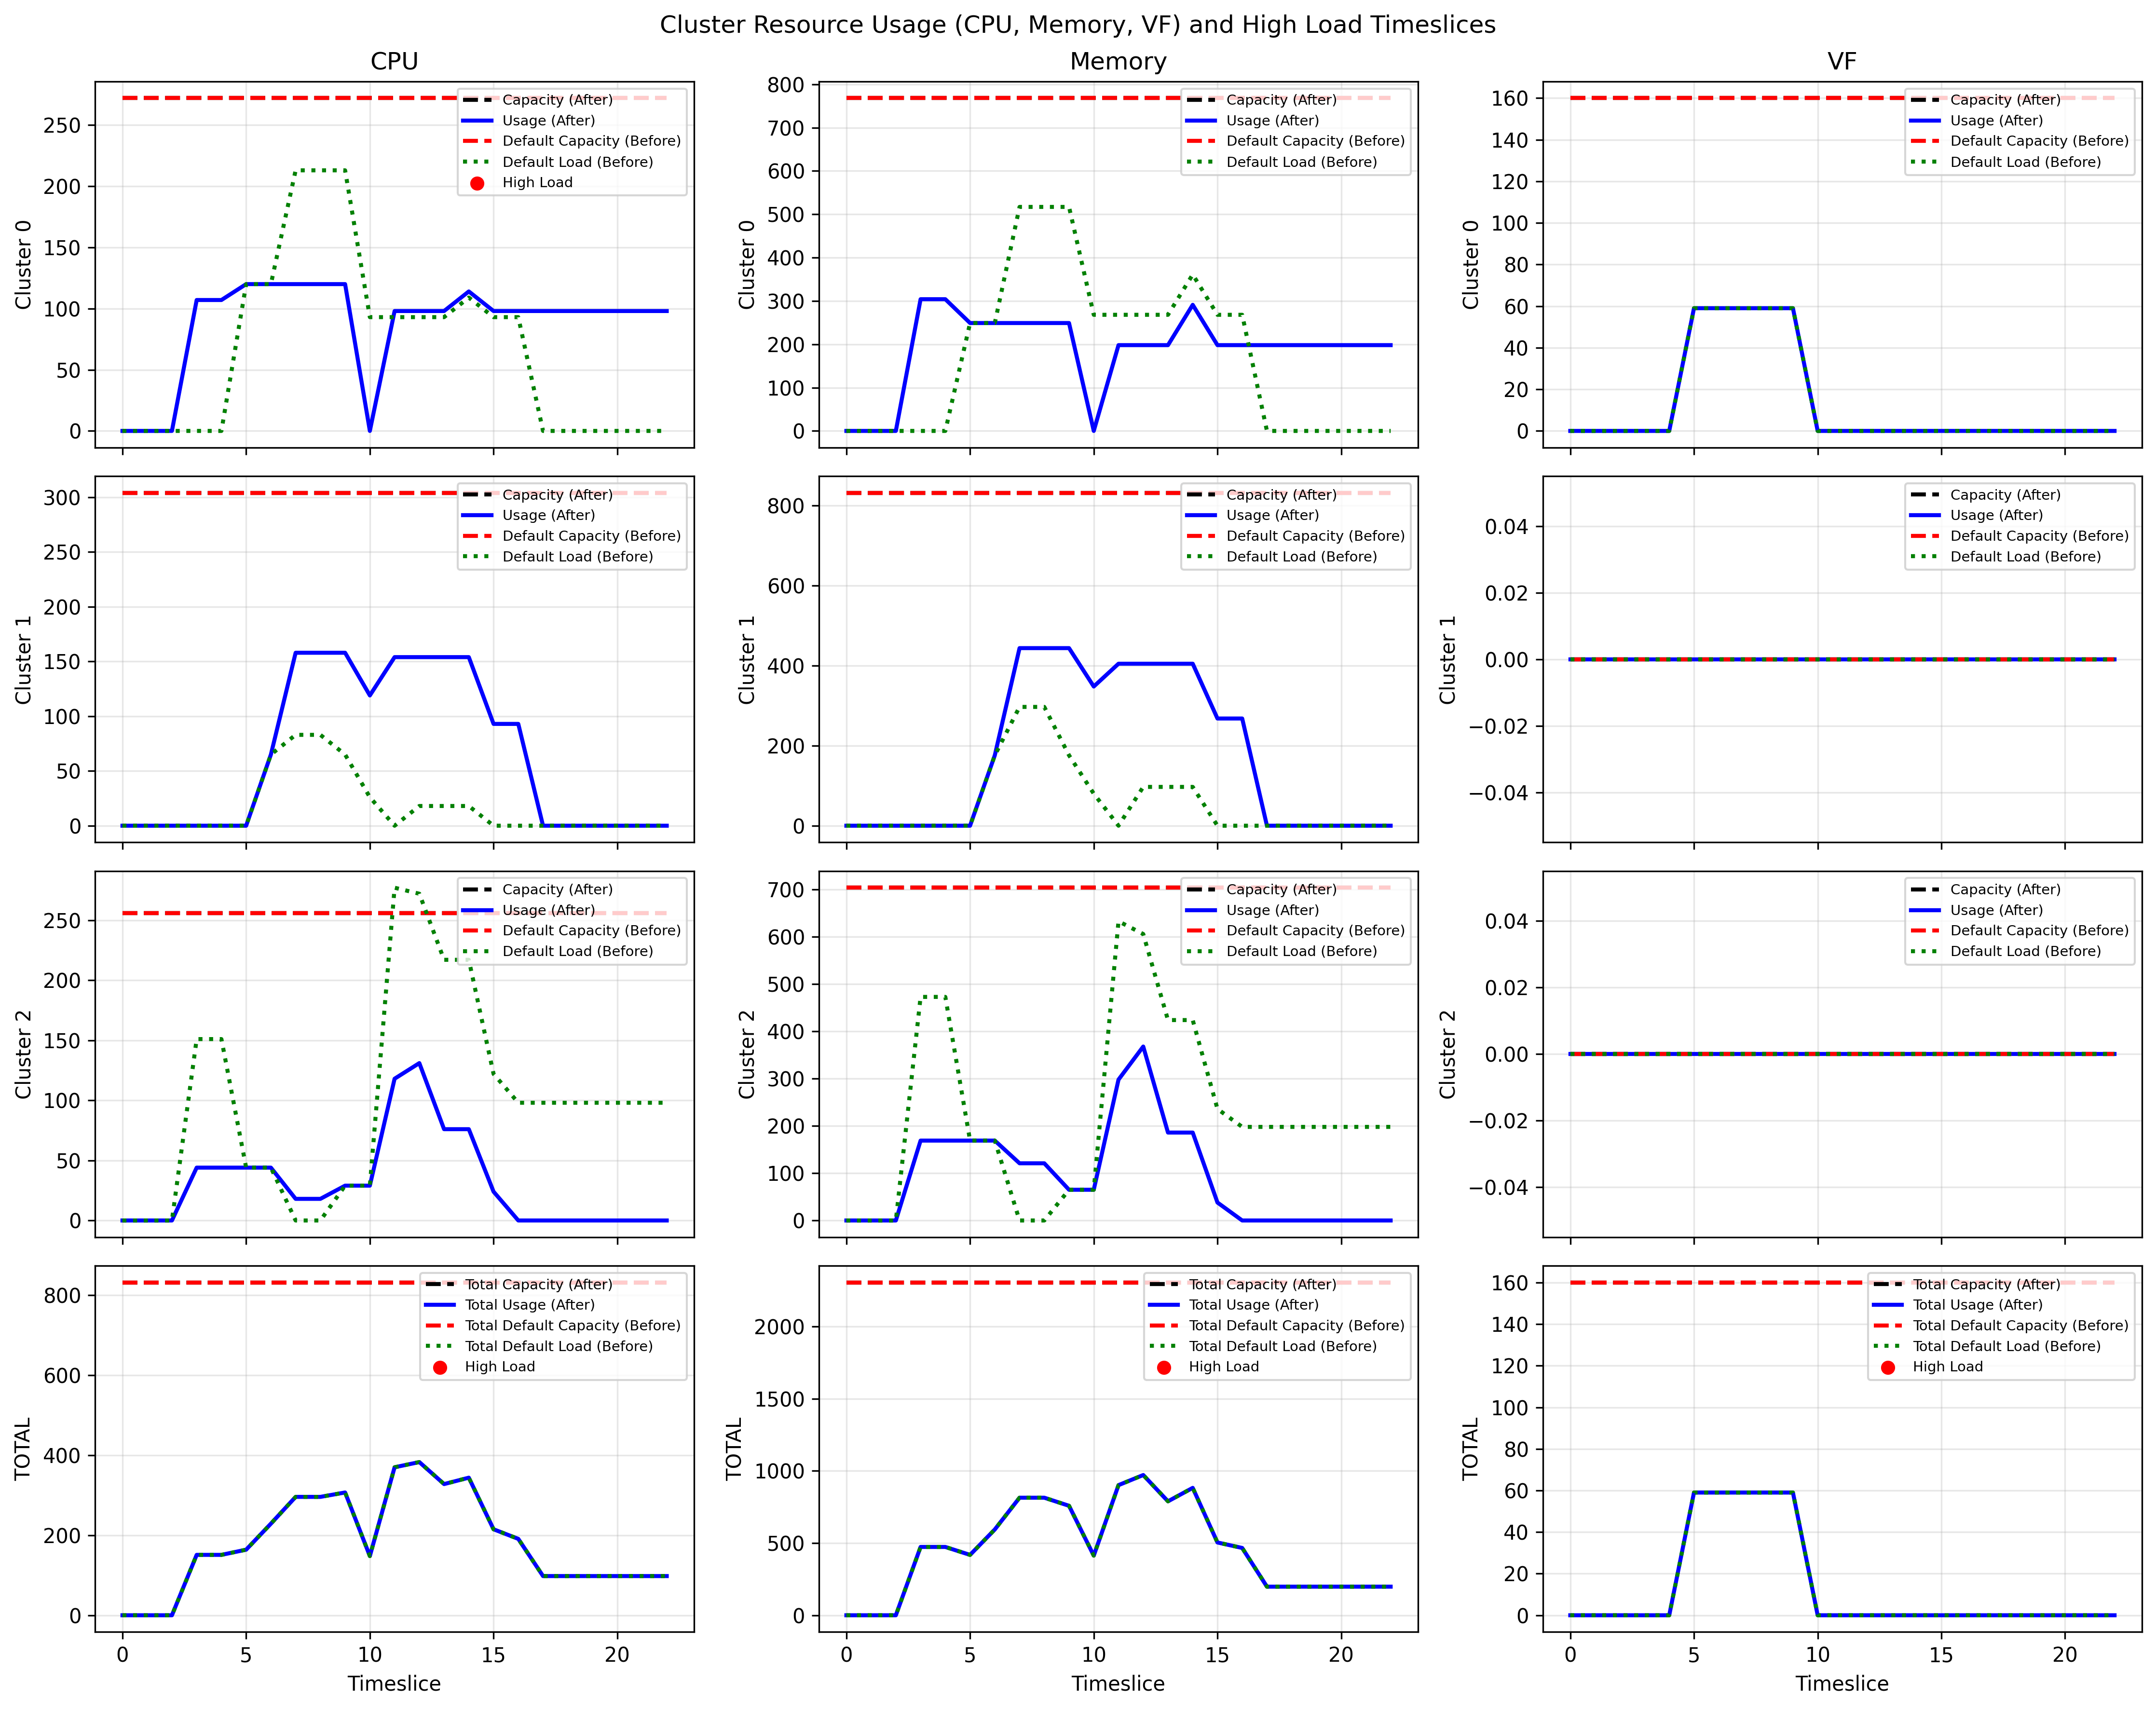 Cluster Resource Usage (CPU, Memory, VF) and High Load Timeslices
CPU
Cluster 0
250
200
150
100
50
0
Capacity (After)
Usage (After)
Default Capacity (Before)
Default Load (Before)
High Load
Memory
Cluster 0
800
700
600
500
400
300
200
100
0
Capacity (After)
Usage (After)
Default Capacity (Before)
Default Load (Before)
VF
Cluster 0
160
140
120
100
80
60
40
20
0
Capacity (After)
Usage (After)
Default Capacity (Before)
Default Load (Before)
Cluster 1
300
250
200
150
100
50
0
Capacity (After)
Usage (After)
Default Capacity (Before)
Default Load (Before)
Cluster 1
800
600
400
200
0
Capacity (After)
Usage (After)
Default Capacity (Before)
Default Load (Before)
Cluster 1
0.04
0.02
0.00
−0.02
−0.04
Capacity (After)
Usage (After)
Default Capacity (Before)
Default Load (Before)
Cluster 2
250
200
150
100
50
0
Capacity (After)
Usage (After)
Default Capacity (Before)
Default Load (Before)
Cluster 2
700
600
500
400
300
200
100
0
Capacity (After)
Usage (After)
Default Capacity (Before)
Default Load (Before)
Cluster 2
0.04
0.02
0.00
−0.02
−0.04
Capacity (After)
Usage (After)
Default Capacity (Before)
Default Load (Before)
TOTAL
800
600
400
200
0
Total Capacity (After)
Total Usage (After)
Total Default Capacity (Before)
Total Default Load (Before)
High Load
0 5 10 15 20
Timeslice
TOTAL
2000
1500
1000
500
0
Total Capacity (After)
Total Usage (After)
Total Default Capacity (Before)
Total Default Load (Before)
High Load
0 5 10 15 20
Timeslice
TOTAL
160
140
120
100
80
60
40
20
0
Total Capacity (After)
Total Usage (After)
Total Default Capacity (Before)
Total Default Load (Before)
High Load
0 5 10 15 20
Timeslice